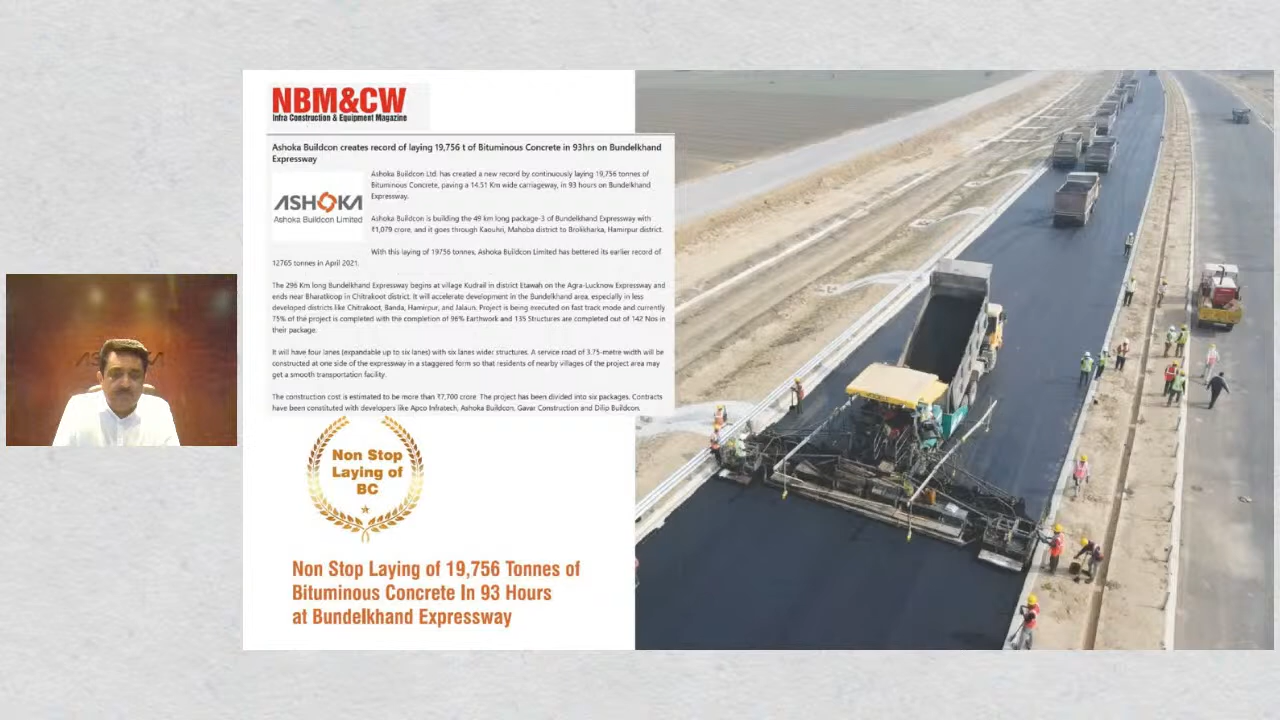 NBM&CW
Infra Construction & Equipment Magazine
Ashoka Buildcon creates record of laying 19,756 t of Bituminous Concrete in 93hrs on Bundelkhand
Expressway
ASHOKA
Ashoka Buildcon Limited
Ashoka Buildcon Ltd. has created a new record by continuously laying 19,756 tonnes of
Bituminous Concrete, paving a 14.51 Km wide carriageway, in 93 hours on Bundelkhand
Expressway.
Ashoka Buildcon is building the 49 km long package-3 of Bundelkhand Expressway with
₹1,079 crore, and it goes through Kaouhri, Mahoba district to Brolikharka, Hamirpur district.
With this laying of 19756 tonnes, Ashoka Buildcon Limited has bettered its earlier record of
12765 tonnes in April 2021.
The 296 Km long Bundelkhand Expressway begins at village Kudrail in district Etawah on the Agra-Lucknow Expressway and
ends near Bharatkoop in Chitrakoot district. It will accelerate development in the Bundelkhand area, especially in less
developed districts like Chitrakoot, Banda, Hamirpur, and Jalaun. Project is being executed on fast track mode and currently
75% of the project is completed with the completion of 96% Earthwork and 135 Structures are completed out of 142 Nos in
their package.
It will have four lanes (expandable up to six lanes) with six lanes wider structures. A service road of 3.75-metre width will be
constructed at one side of the expressway in a staggered form so that residents of nearby villages of the project area may
get a smooth transportation facility.
The construction cost is estimated to be more than ₹7,700 crore. The project has been divided into six packages. Contracts
have been constituted with developers like Apco Infratech, Ashoka Buildcon, Gavar Construction and Dilip Buildcon.
ASHOKA
Non Stop
Laying of
BC
Non Stop Laying of 19,756 Tonnes of
Bituminous Concrete In 93 Hours
at Bundelkhand Expressway